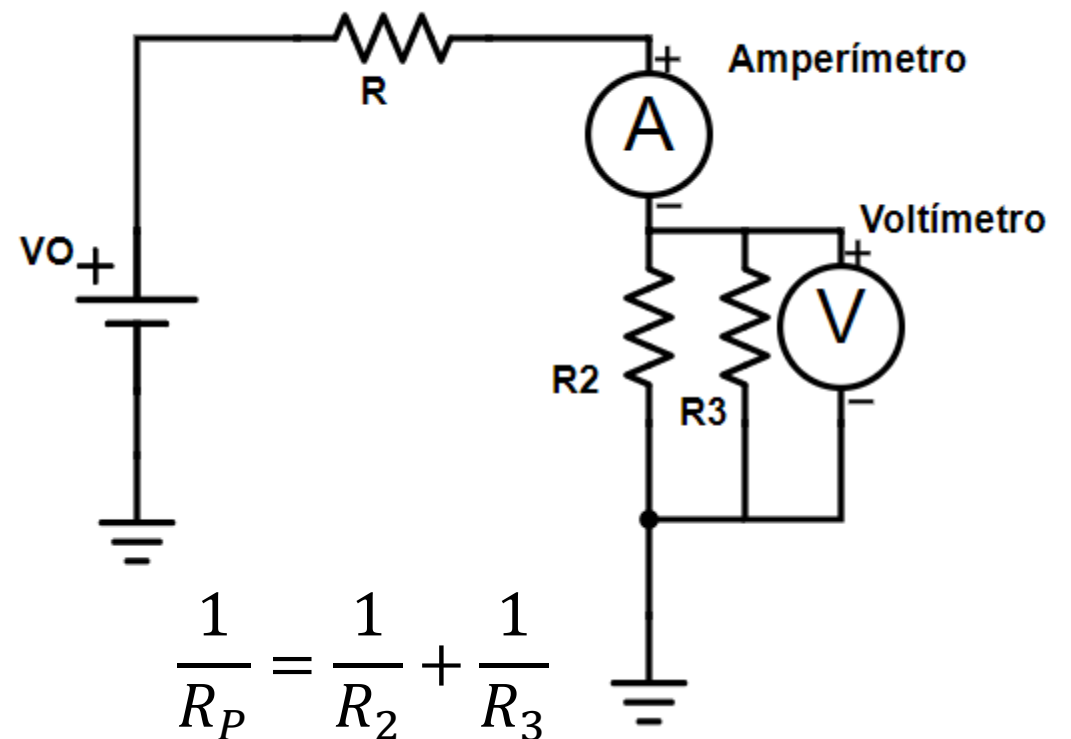 R
+
Amperímetro
A
−
Voltímetro
VO
+
+
V
R2
R3
−
1/R_P = 1/R_2 + 1/R_3